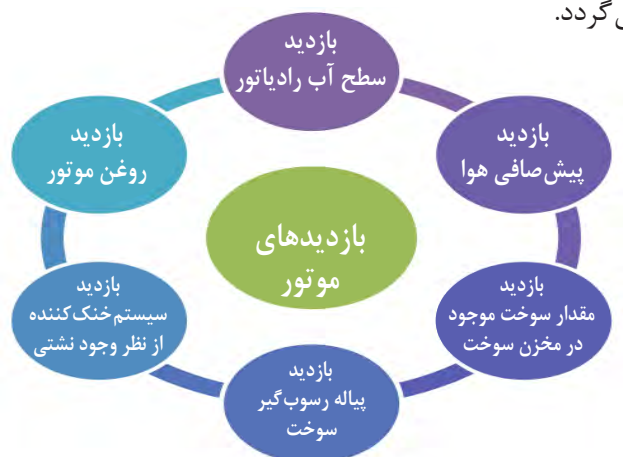 گردد.
بازدید
سطح آب رادیاتور
بازدید
پیش‌صافی هوا
بازدید
مقدار سوخت موجود
در مخزن سوخت
بازدید
پیاله رسوب‌گیر
سوخت
بازدید
سیستم خنک‌کننده
از نظر وجود نشتی
بازدید
روغن موتور
بازدیدهای
موتور